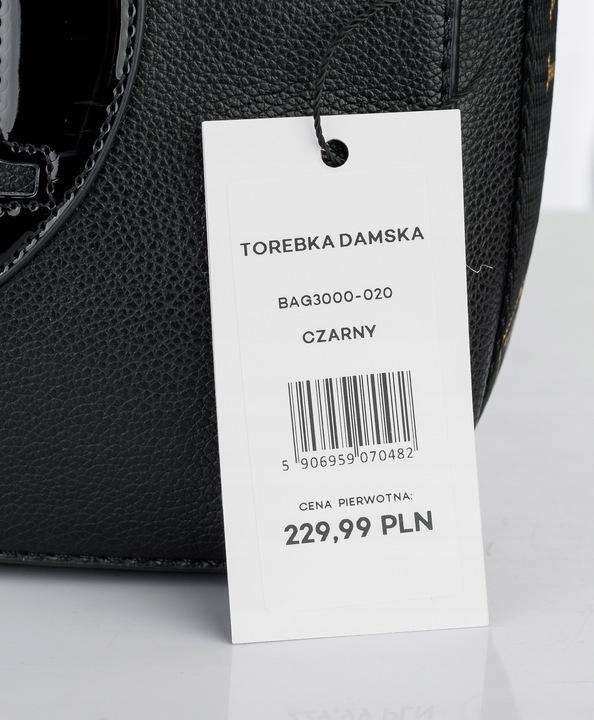 TOREBKA DAMSKA
BAG3000-020
CZARNY
5 906959 070482
CENA PIERWOTNA:
229,99 PLN